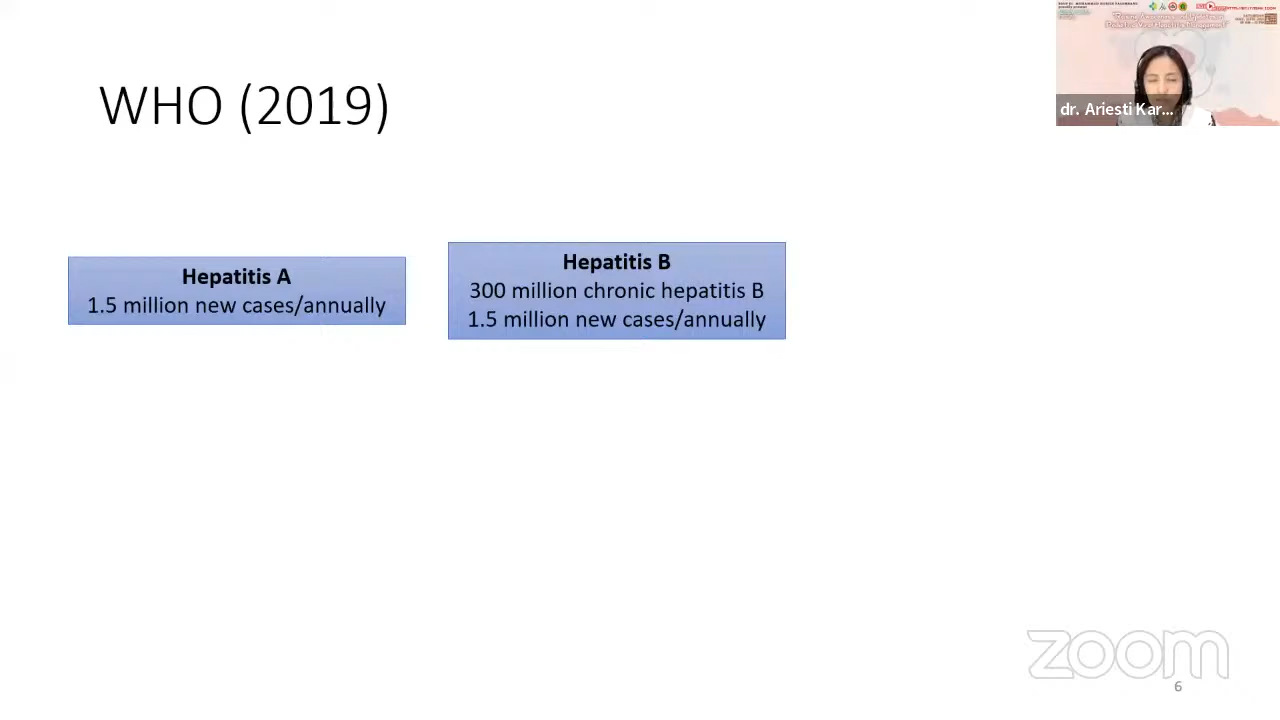 WHO (2019)
dr. Ariesti Kar...
Hepatitis A
1.5 million new cases/annually
Hepatitis B
300 million chronic hepatitis B
1.5 million new cases/annually
zoom
6